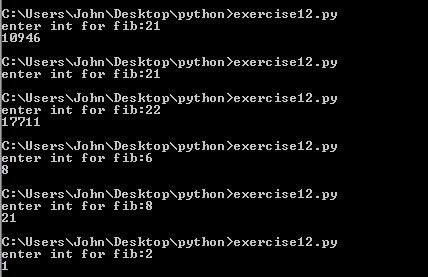 C:\Users\John\Desktop\python>exercise12.py
enter int for fib:21
10946
C:\Users\John\Desktop\python>exercise12.py
enter int for fib:21
C:\Users\John\Desktop\python>exercise12.py
enter int for fib:22
17711
C:\Users\John\Desktop\python>exercise12.py
enter int for fib:6
8
C:\Users\John\Desktop\python>exercise12.py
enter int for fib:8
21
C:\Users\John\Desktop\python>exercise12.py
enter int for fib:2
1